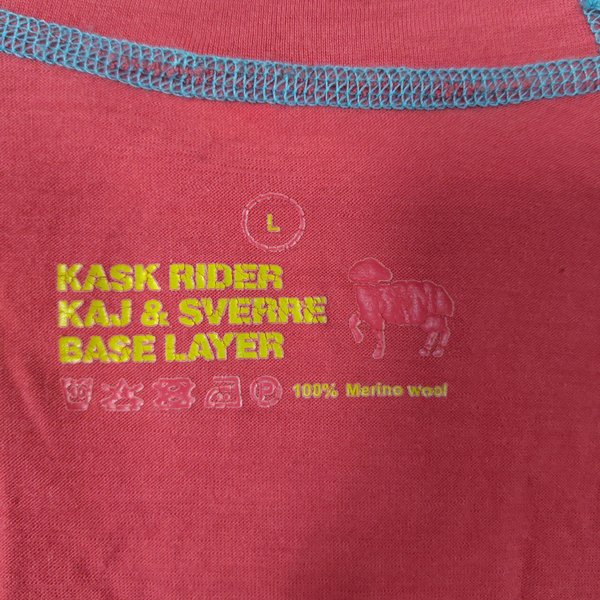 L
KASK RIDER
KAJ & SVERRE
BASE LAYER
100% Merino wool